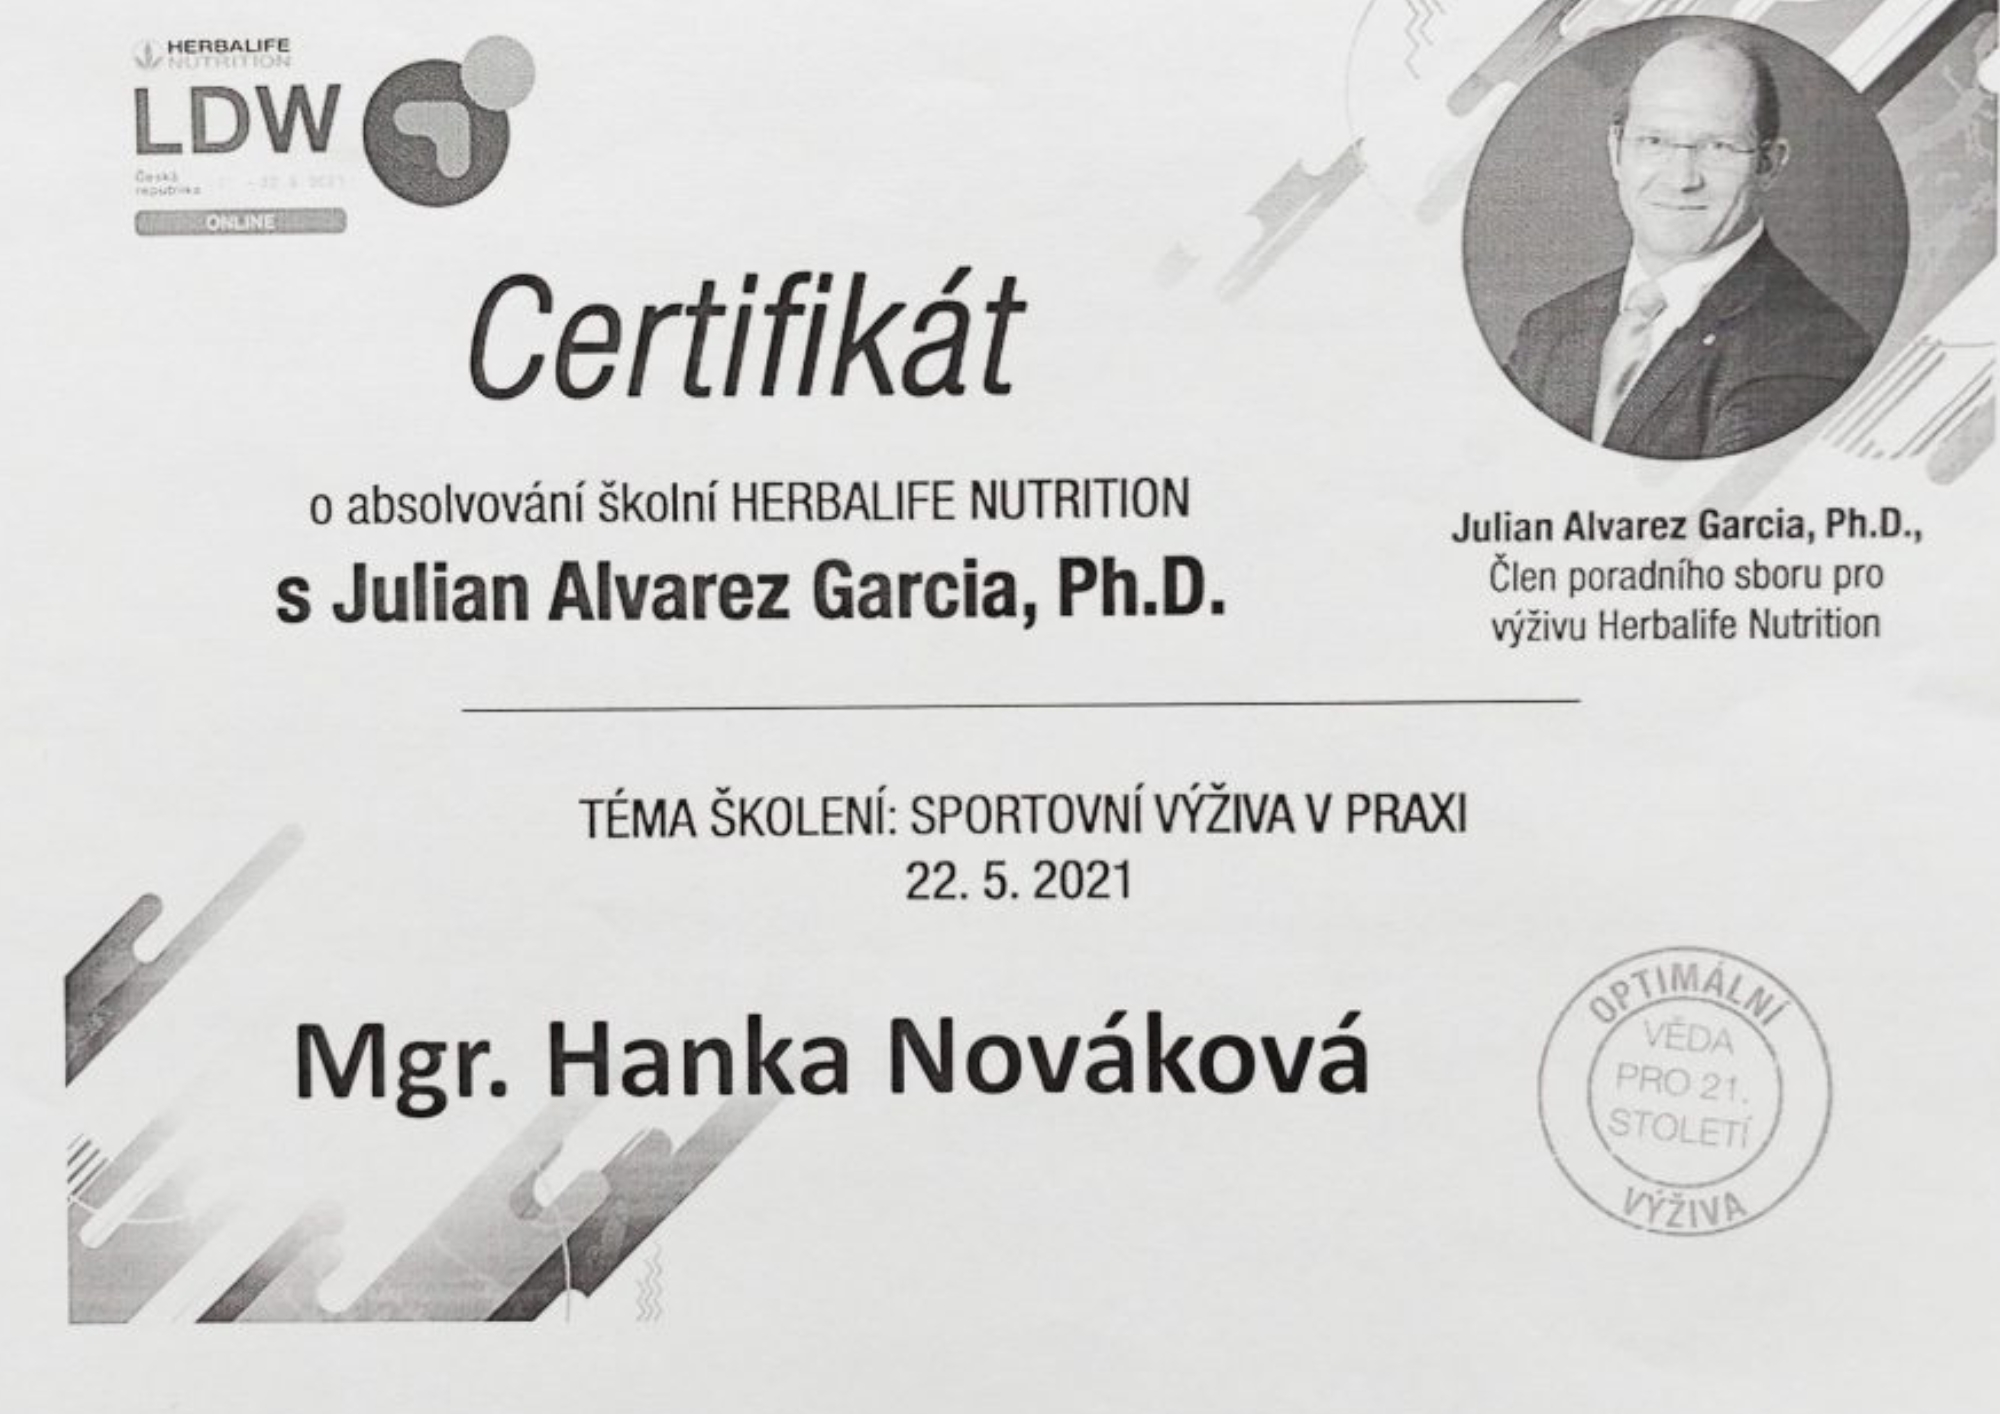 HERBALIFE
NUTRITION
LDW
Česká
republika
ONLINE
Certifikát
o absolvování školní HERBALIFE NUTRITION
s Julian Alvarez Garcia, Ph.D.
Julian Alvarez Garcia, Ph.D.,
Člen poradního sboru pro
výživu Herbalife Nutrition
TÉMA ŠKOLENÍ: SPORTOVNÍ VÝŽIVA V PRAXI
22. 5. 2021
Mgr. Hanka Nováková
OPTIMÁLNÍ
VĚDA
PRO 21.
STOLETÍ
VÝŽIVA